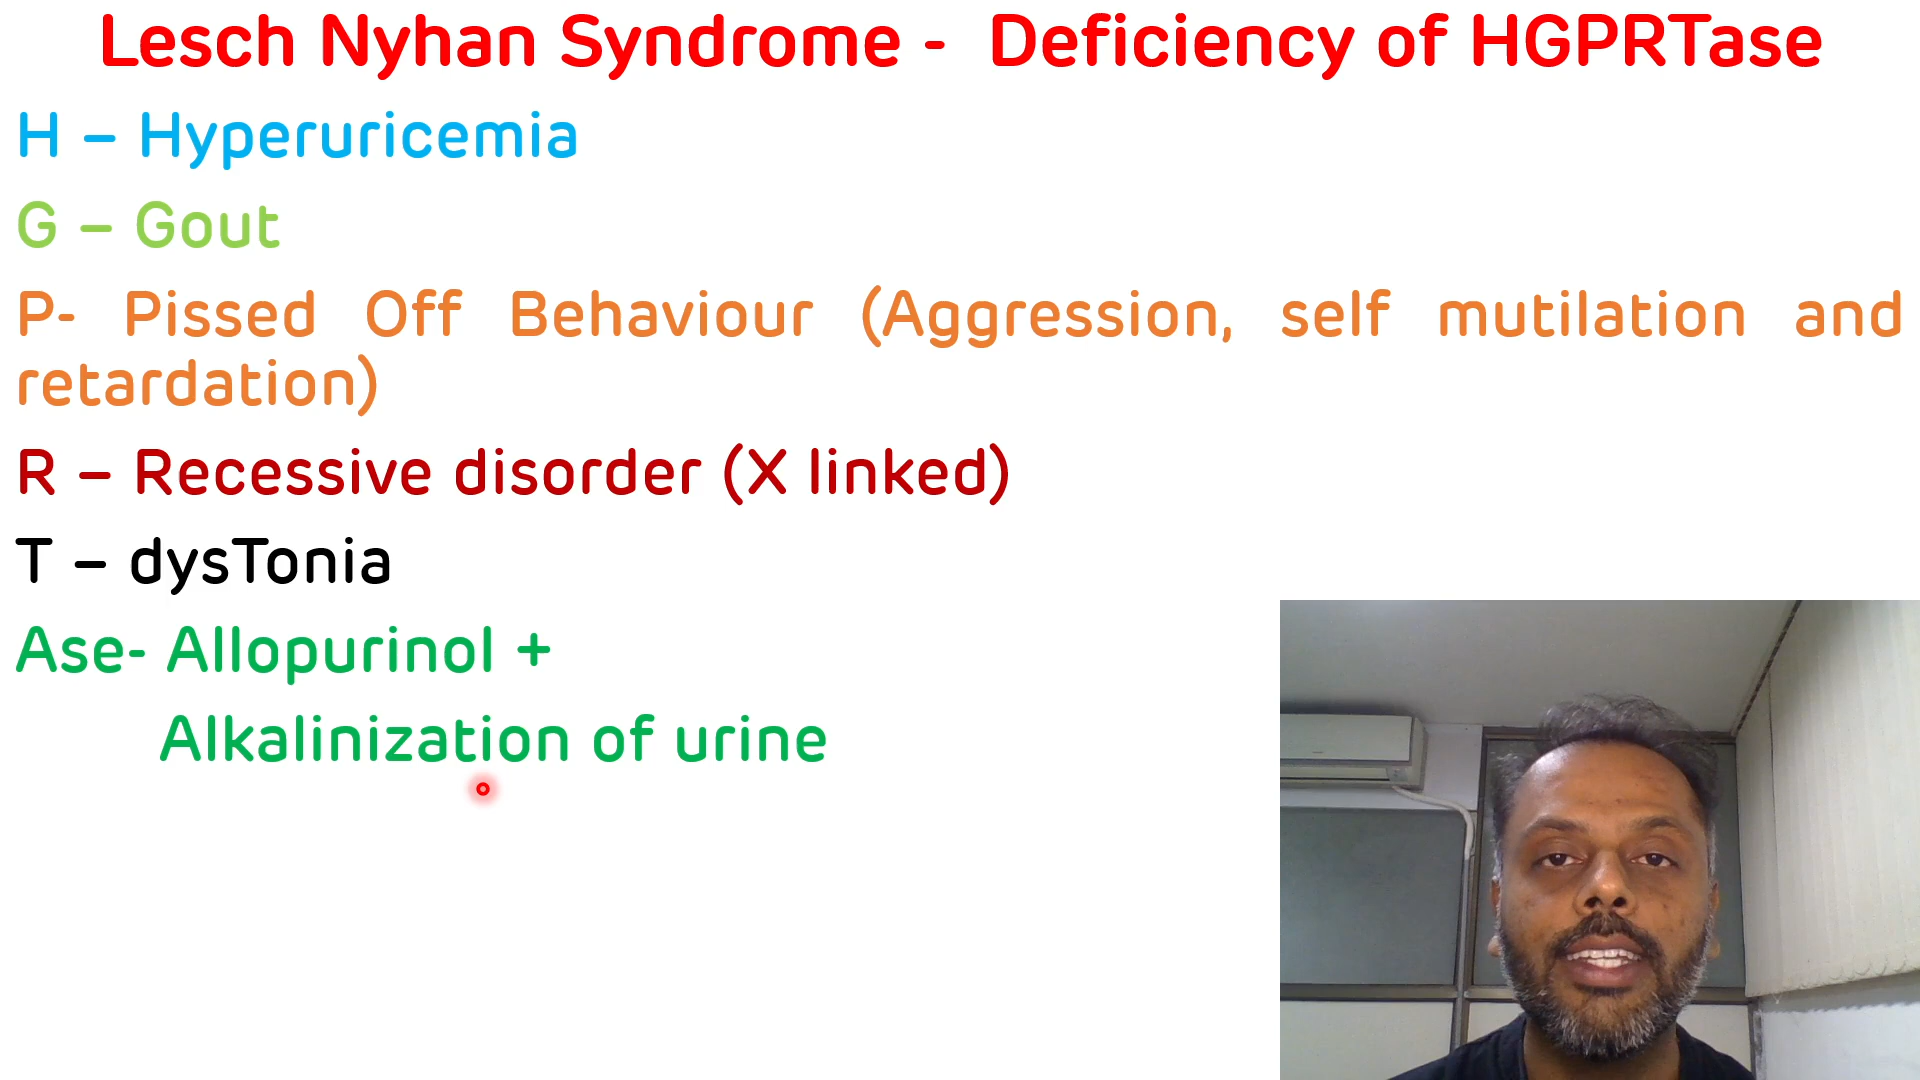 Lesch Nyhan Syndrome - Deficiency of HGPRTase
H – Hyperuricemia
G – Gout
P- Pissed Off Behaviour (Aggression, self mutilation and
retardation)
R – Recessive disorder (X linked)
T – dysTonia
Ase- Allopurinol +
Alkalinization of urine